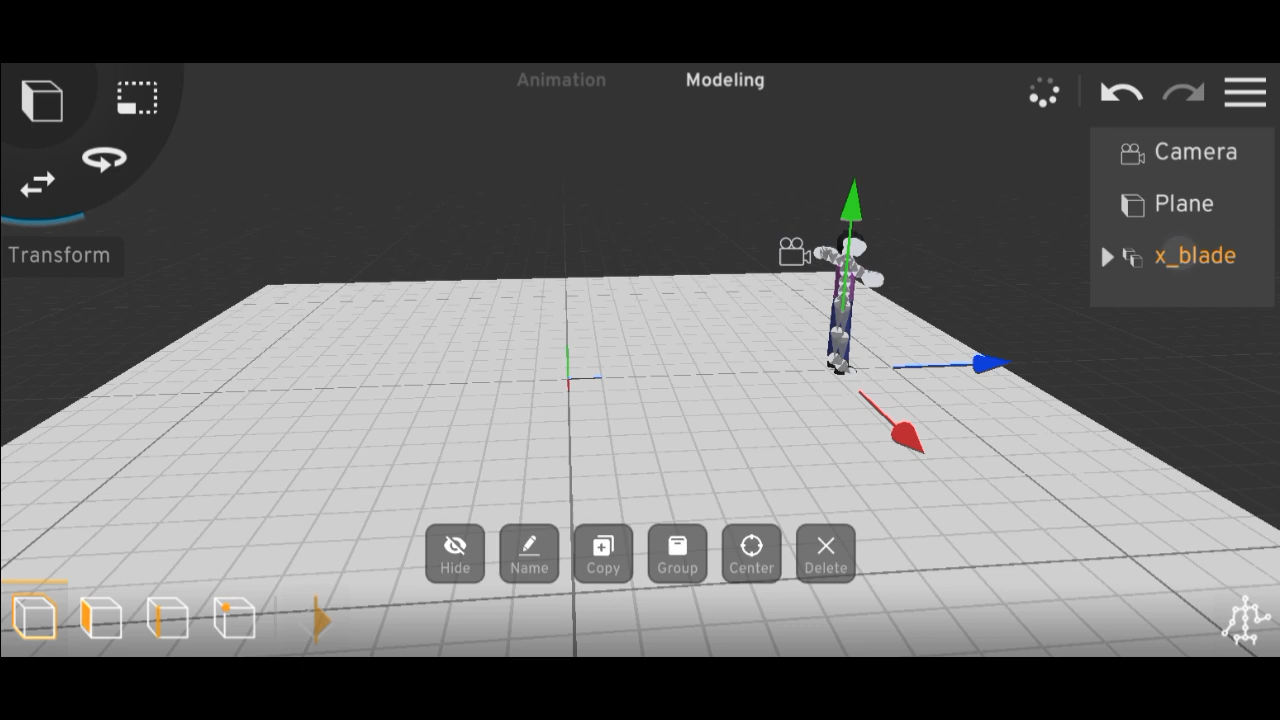 Animation
Modeling
Camera
Plane
x_blade
Transform
Hide
Name
Copy
Group
Center
Delete